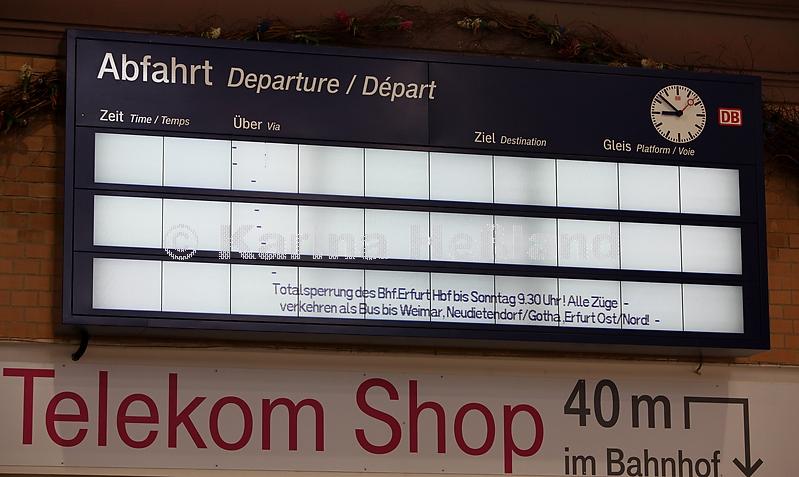 Abfahrt Departure / Départ
DB
Zeit Time / Temps Über Via Ziel Destination Gleis Platform / Voie
© Karina Heßland
Totalsperrung des Bhf.Erfurt Hbf bis Sonntag 9.30 Uhr! Alle Züge -
verkehren als Bus bis Weimar, Neudietendorf/Gotha ,Erfurt Ost/Nord! -
Telekom Shop 40 m
im Bahnhof